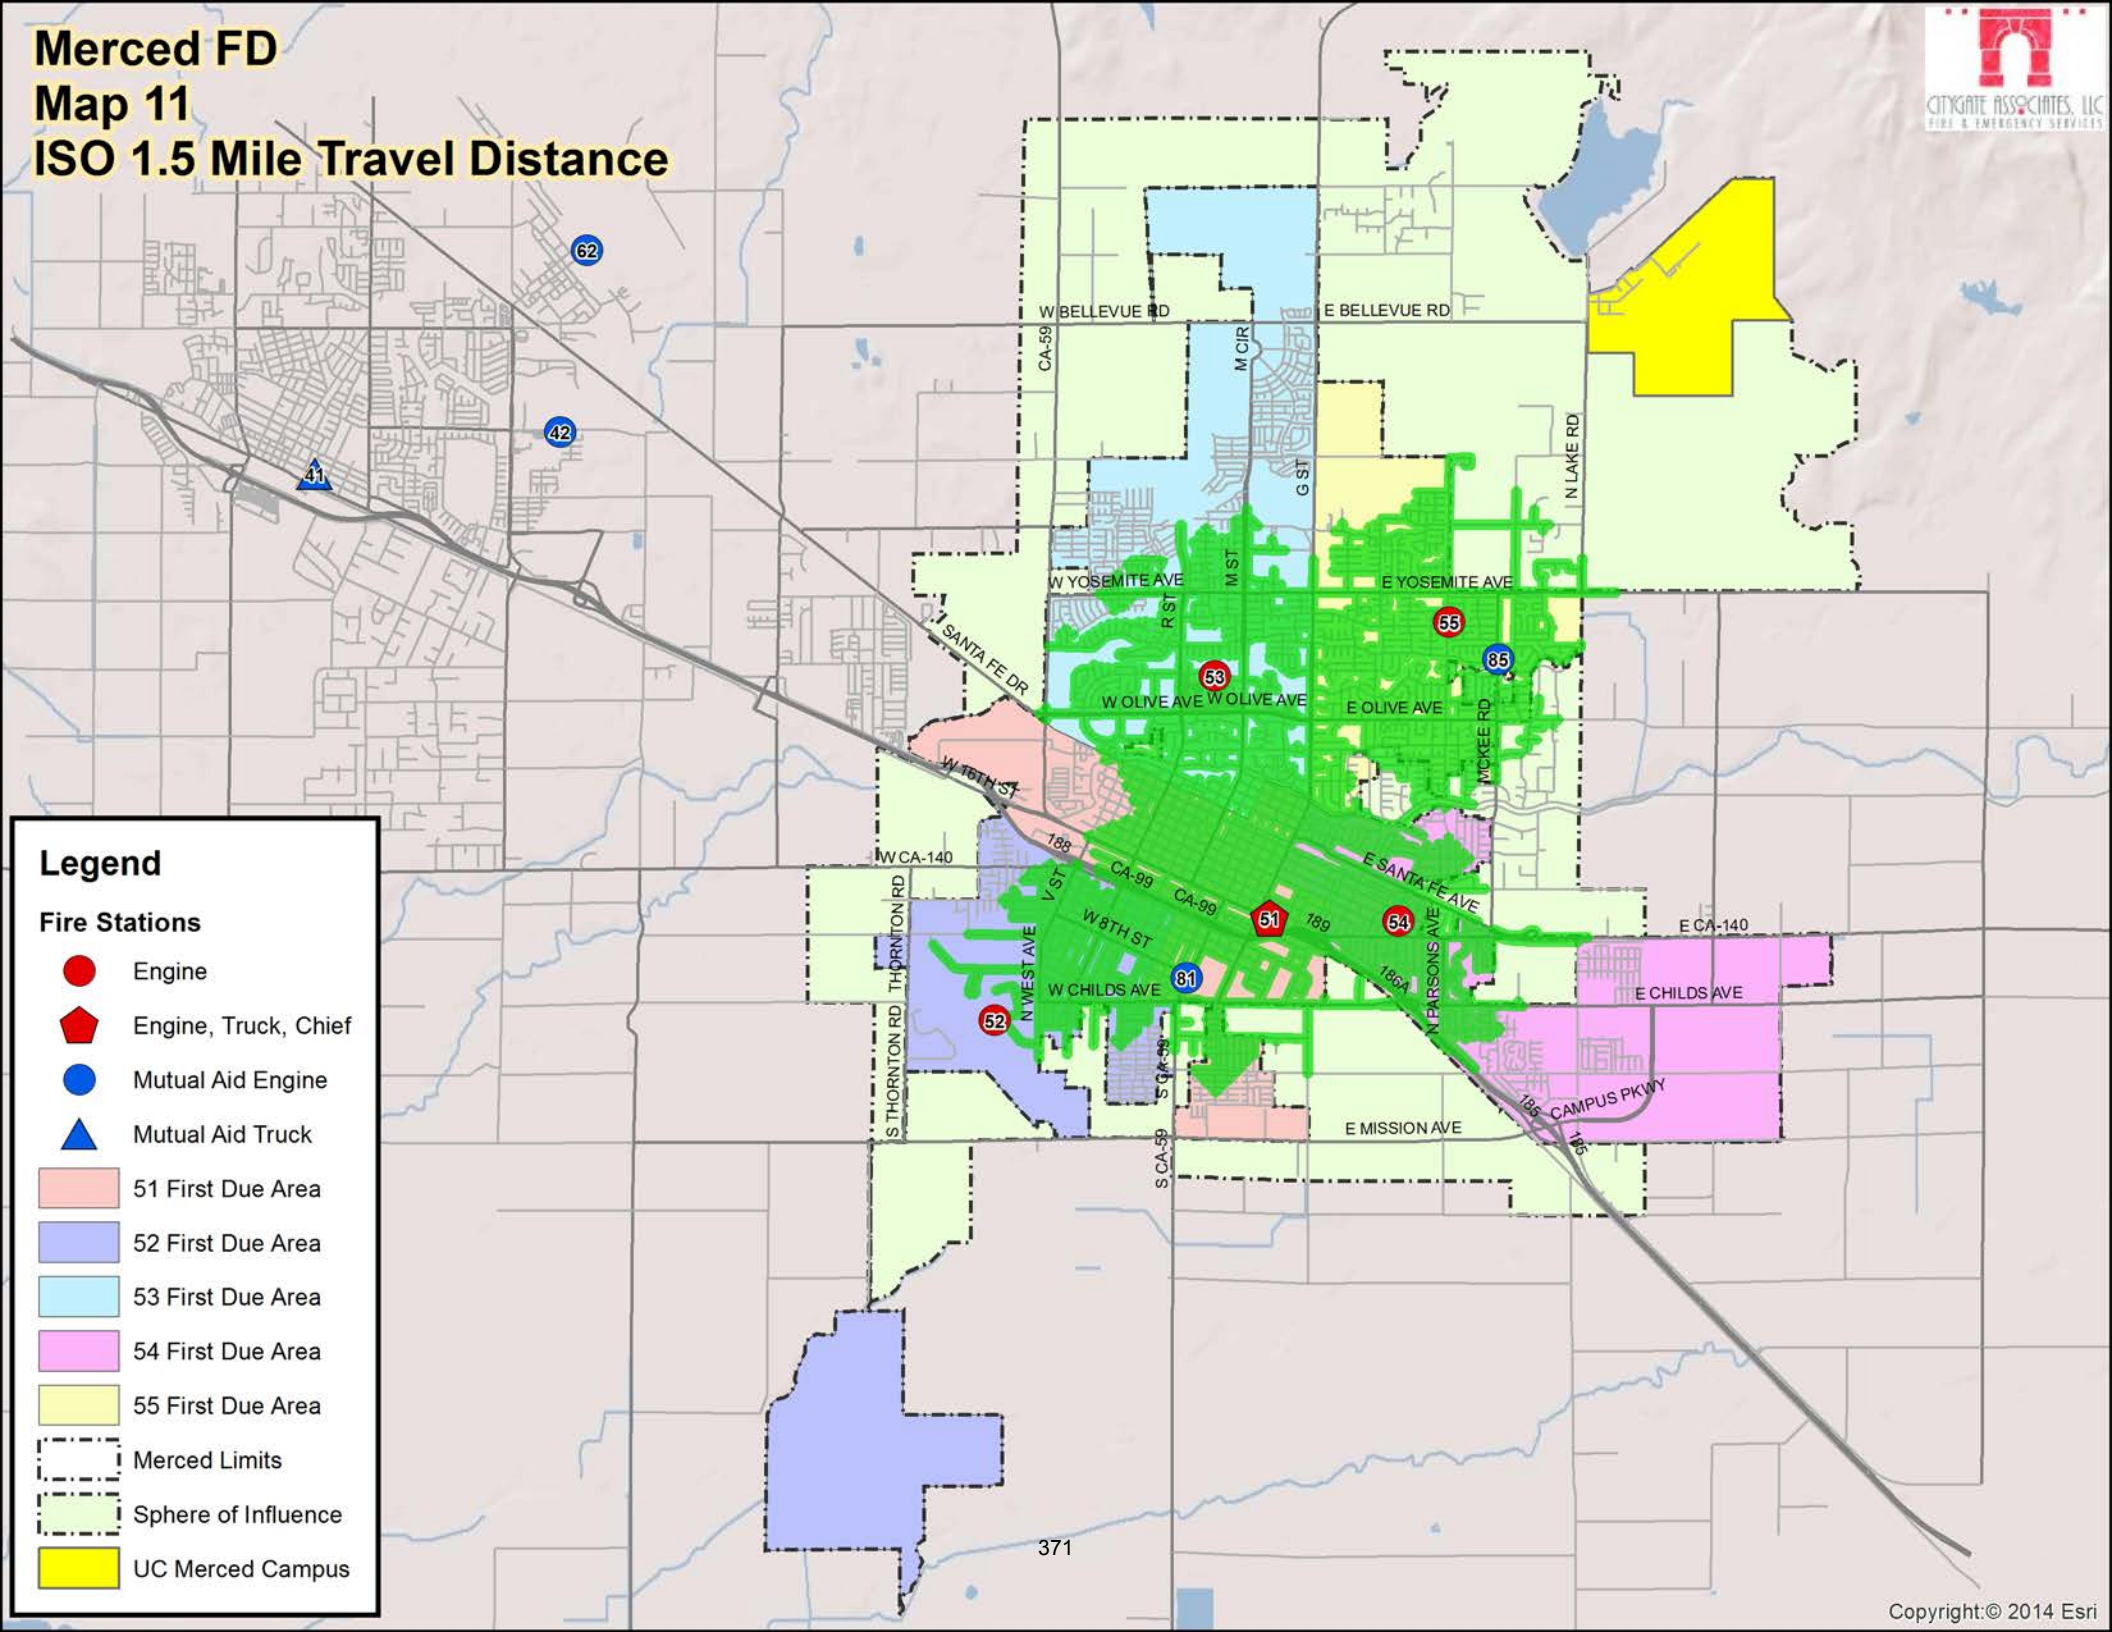 Merced FD
Map 11
ISO 1.5 Mile Travel Distance
CITYGATE ASSOCIATES, LLC
FIRE & EMERGENCY SERVICES
62
42
41
W BELLEVUE RD
E BELLEVUE RD
CA-59
M CIR
G ST
N LAKE RD
W YOSEMITE AVE
M ST
E YOSEMITE AVE
R ST
55
85
53
SANTA FE DR
W OLIVE AVE
W OLIVE AVE
E OLIVE AVE
MCKEE RD
W 16TH ST
188
W CA-140
CA-99
CA-99
E SANTA FE AVE
V ST
THORNTON RD
W 8TH ST
51
189
54
N PARSONS AVE
E CA-140
N WEST AVE
81
186A
W CHILDS AVE
E CHILDS AVE
52
S THORNTON RD
S CA-59
185
CAMPUS PKWY
E MISSION AVE
185
S CA-59
Legend
Fire Stations
Engine
Engine, Truck, Chief
Mutual Aid Engine
Mutual Aid Truck
51 First Due Area
52 First Due Area
53 First Due Area
54 First Due Area
55 First Due Area
Merced Limits
Sphere of Influence
UC Merced Campus
371
Copyright:© 2014 Esri